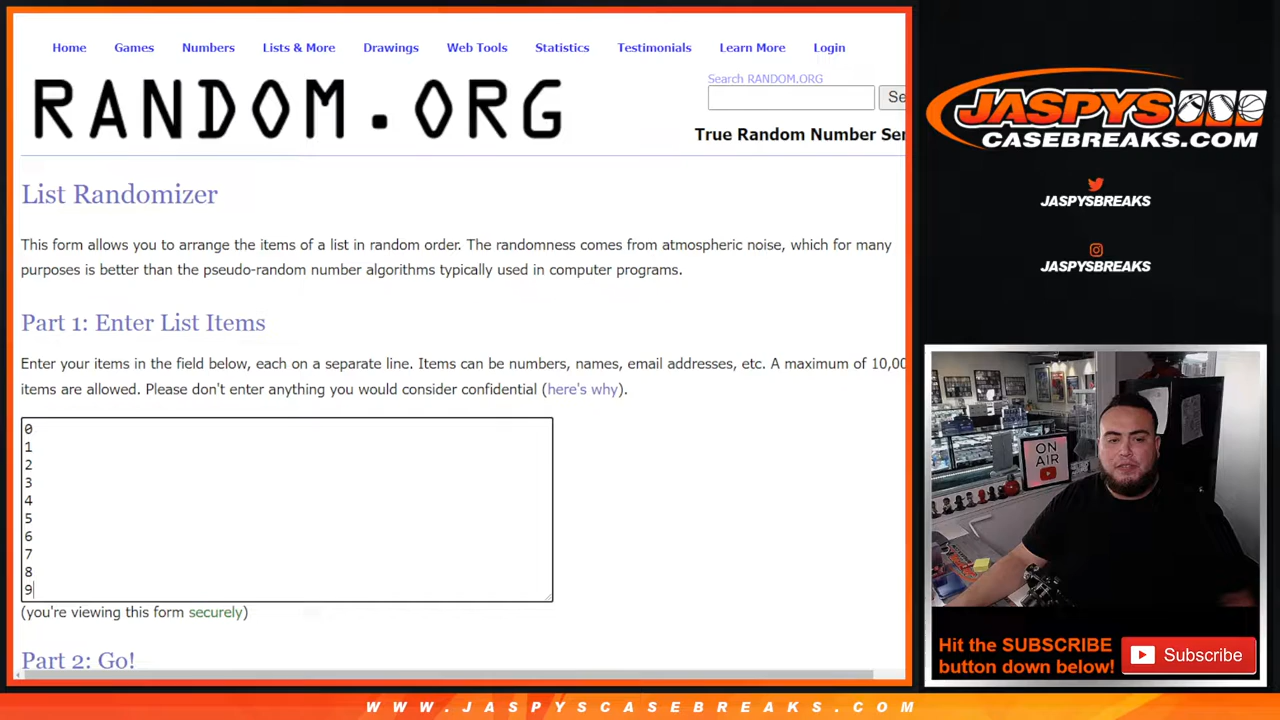 Home Games Numbers Lists & More Drawings Web Tools Statistics Testimonials Learn More Login
RANDOM.ORG
Search RANDOM.ORG
Se
True Random Number Ser
List Randomizer
This form allows you to arrange the items of a list in random order. The randomness comes from atmospheric noise, which for many
purposes is better than the pseudo-random number algorithms typically used in computer programs.
Part 1: Enter List Items
Enter your items in the field below, each on a separate line. Items can be numbers, names, email addresses, etc. A maximum of 10,00
items are allowed. Please don't enter anything you would consider confidential (here's why).
0
1
2
3
4
5
6
7
8
9
(you're viewing this form securely)
Part 2: Go!
JASPYS
CASEBREAKS.COM
JASPYSBREAKS
JASPYSBREAKS
ON
AIR
Hit the SUBSCRIBE
button down below!
Subscribe
WWW.JASPYSCASEBREAKS.COM